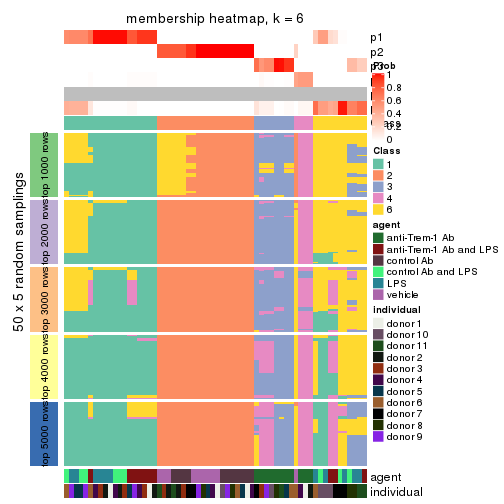 membership heatmap, k = 6
p1
p2
p3
Prob
1
0.8
0.6
0.4
0.2
0
Class
1
2
3
4
6
agent
anti-Trem-1 Ab
anti-Trem-1 Ab and LPS
control Ab
control Ab and LPS
LPS
vehicle
individual
donor 1
donor 10
donor 11
donor 2
donor 3
donor 4
donor 5
donor 6
donor 7
donor 8
donor 9
50 x 5 random samplings
top 1000 rows
top 2000 rows
top 3000 rows
top 4000 rows
top 5000 rows
agent
individual